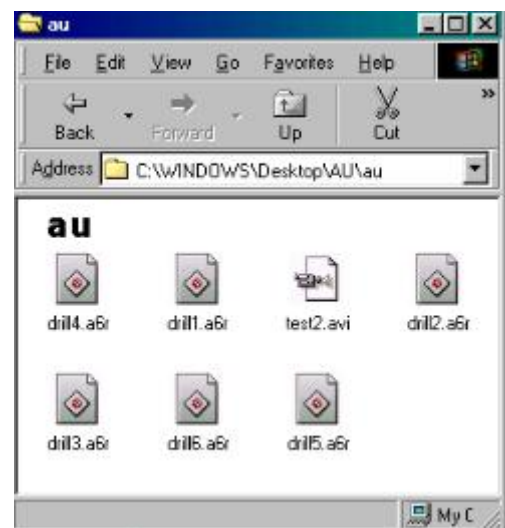 au
File Edit View Go Favorites Help
Back Forward Up Cut »
Address C:\WINDOWS\Desktop\AU\au
au
drill4.a6r drill1.a6r test2.avi drill2.a6r
drill3.a6r drill6.a6r drill5.a6r
My C